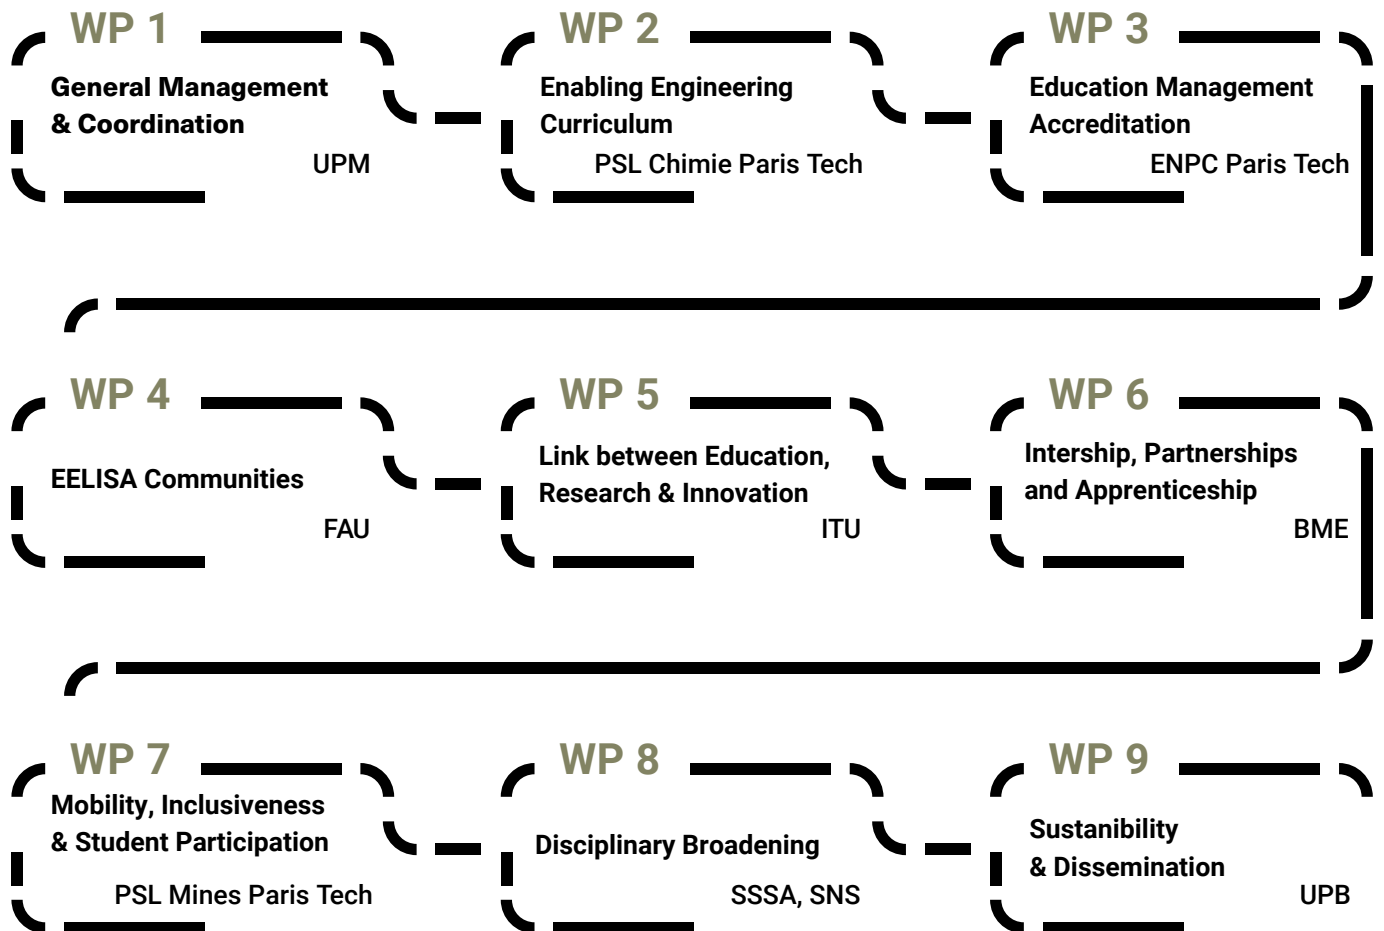 WP 1
General Management
& Coordination
UPM
WP 2
Enabling Engineering
Curriculum
PSL Chimie Paris Tech
WP 3
Education Management
Accreditation
ENPC Paris Tech
WP 4
EELISA Communities
FAU
WP 5
Link between Education,
Research & Innovation
ITU
WP 6
Intership, Partnerships
and Apprenticeship
BME
WP 7
Mobility, Inclusiveness
& Student Participation
PSL Mines Paris Tech
WP 8
Disciplinary Broadening
SSSA, SNS
WP 9
Sustanibility
& Dissemination
UPB